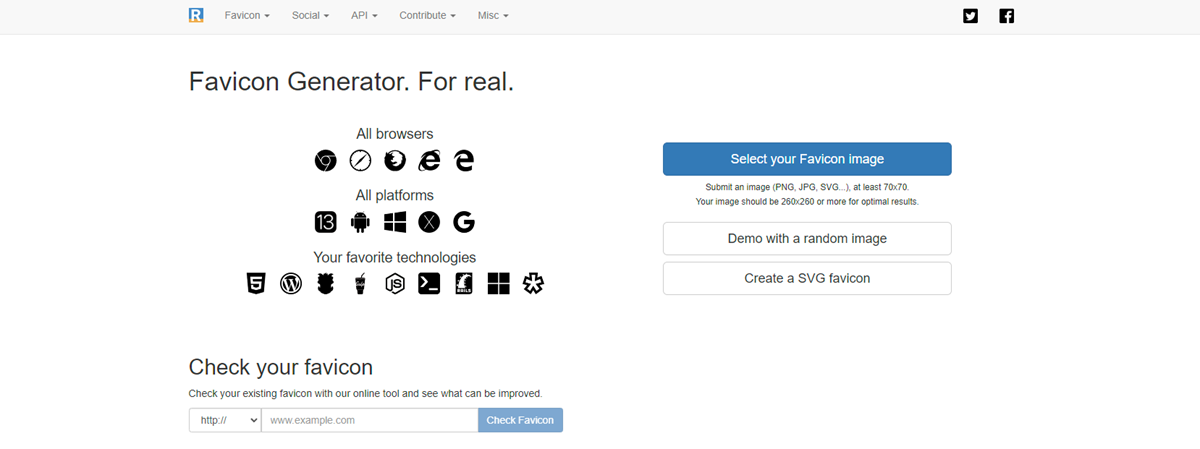 R
Favicon Social API Contribute Misc
Favicon Generator. For real.
All browsers
All platforms
13 X G
Your favorite technologies
5 W JS RAILS
Select your Favicon image
Submit an image (PNG, JPG, SVG...), at least 70x70.
Your image should be 260x260 or more for optimal results.
Demo with a random image
Create a SVG favicon
Check your favicon
Check your existing favicon with our online tool and see what can be improved.
http:// www.example.com Check Favicon